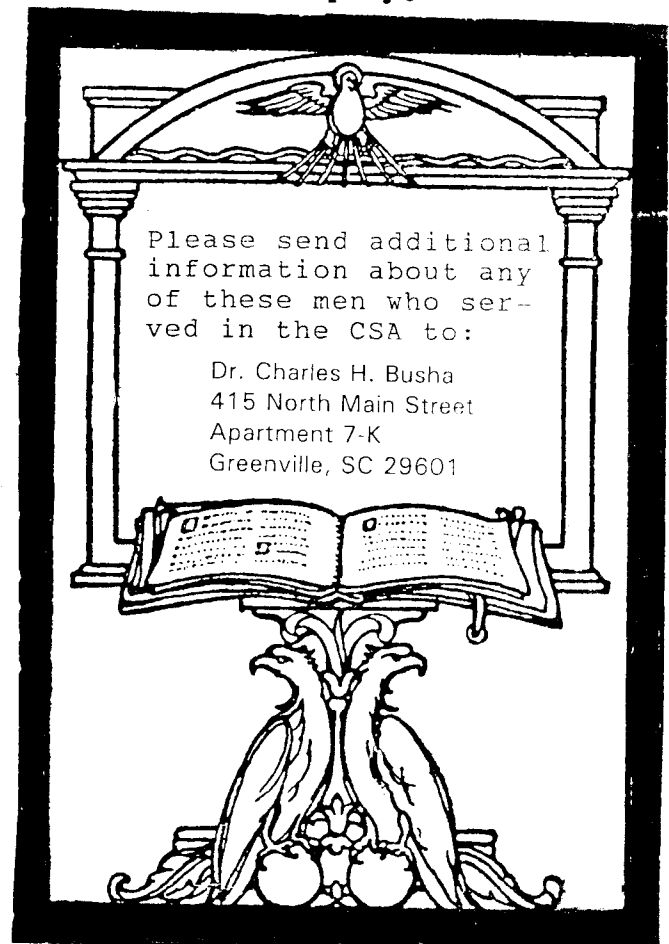 Please send additional
information about any
of these men who ser-
ved in the CSA to:
Dr. Charles H. Busha
415 North Main Street
Apartment 7-K
Greenville, SC 29601